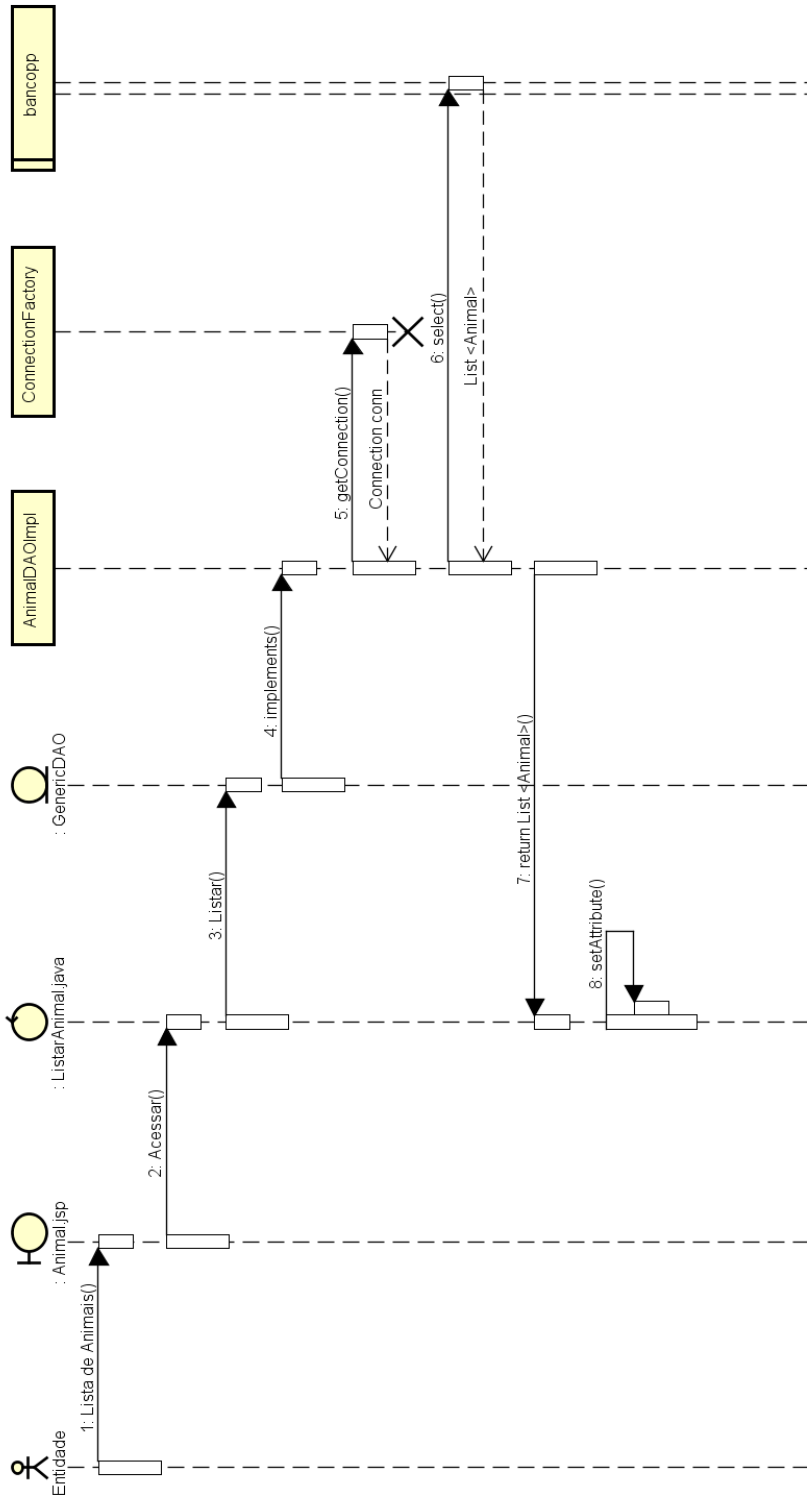 Entidade
: Animal.jsp
: ListarAnimal.java
: GenericDAO
AnimalDAOImpl
ConnectionFactory
bancopp
1: Lista de Animais()
2: Acessar()
3: Listar()
4: implements()
5: getConnection()
Connection conn
6: select()
List <Animal>
7: return List <Animal>()
8: setAttribute()